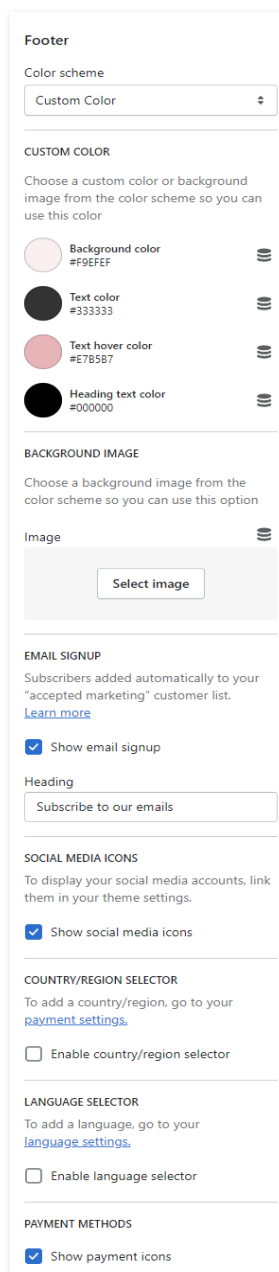 Footer
Color scheme
Custom Color
CUSTOM COLOR
Choose a custom color or background
image from the color scheme so you can
use this color
Background color
#F9EFEF
Text color
#333333
Text hover color
#E7B5B7
Heading text color
#000000
BACKGROUND IMAGE
Choose a background image from the
color scheme so you can use this option
Image
Select image
EMAIL SIGNUP
Subscribers added automatically to your
"accepted marketing" customer list.
Learn more
Show email signup
Heading
Subscribe to our emails
SOCIAL MEDIA ICONS
To display your social media accounts, link
them in your theme settings.
Show social media icons
COUNTRY/REGION SELECTOR
To add a country/region, go to your
payment settings.
Enable country/region selector
LANGUAGE SELECTOR
To add a language, go to your
language settings.
Enable language selector
PAYMENT METHODS
Show payment icons